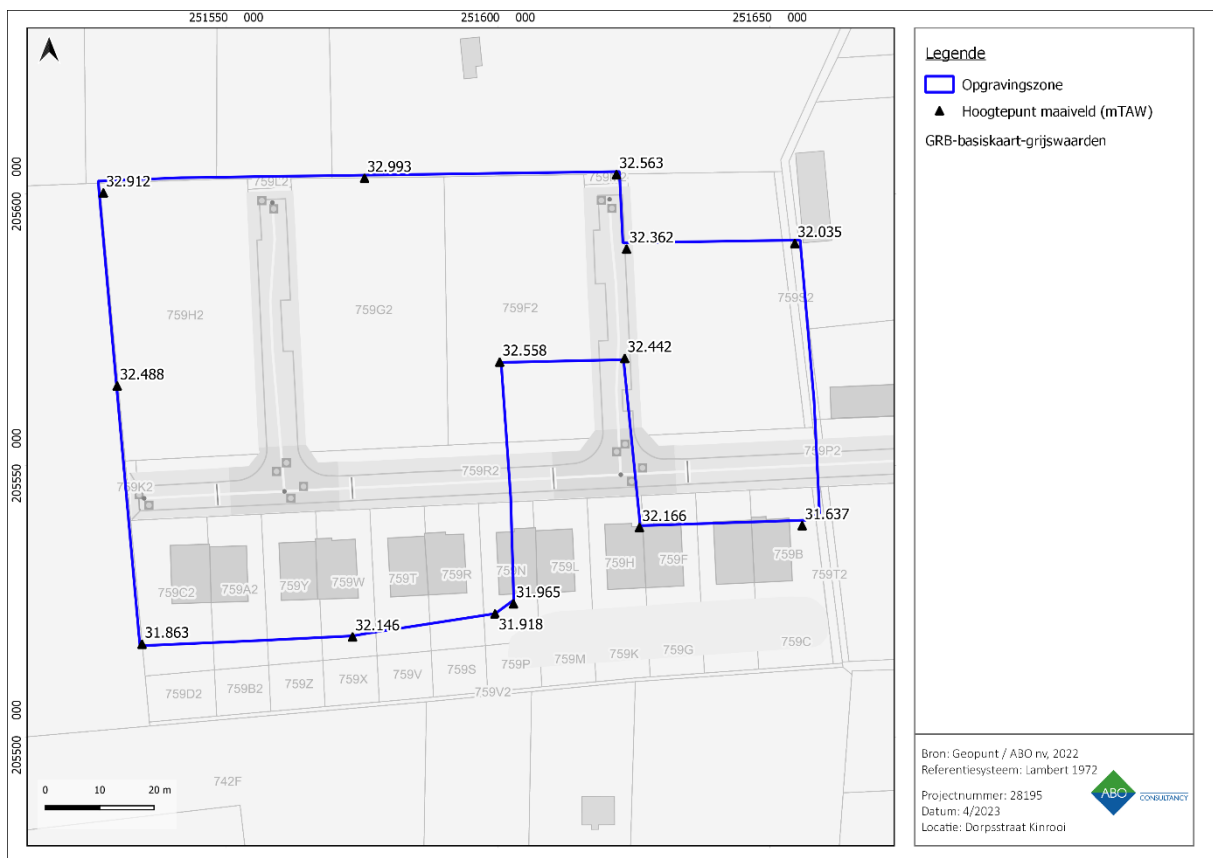 251550 000 251600 000 251650 000
205600 000
205550 000
205500 000
32.912
32.993
32.563
32.362
32.035
32.488
32.558
32.442
32.166
31.637
31.863
32.146
31.918
31.965
759L2
759H2
759G2
759F2
759S2
759K2
759R2
759P2
759C2
759A2
759Y
759W
759T
759R
759N
759L
759H
759F
759B
759T2
759D2
759B2
759Z
759X
759V
759S
759V2
759P
759M
759K
759G
759C
742F
0 10 20 m
Legende
Opgravingszone
Hoogtepunt maaiveld (mTAW)
GRB-basiskaart-grijswaarden
Bron: Geopunt / ABO nv, 2022
Referentiesysteem: Lambert 1972
Projectnummer: 28195
Datum: 4/2023
Locatie: Dorpsstraat Kinrooi
ABO
CONSULTANCY